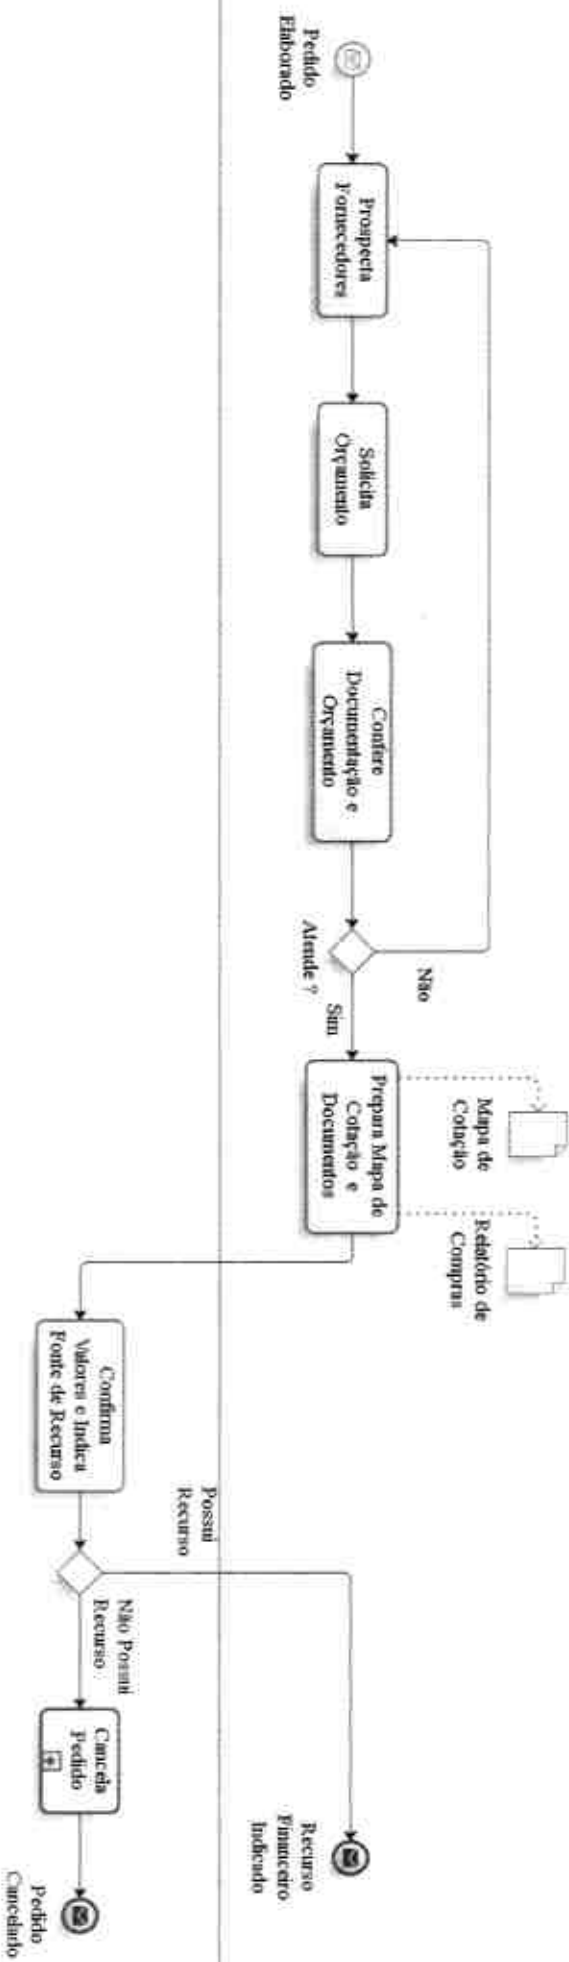 Pedido
Elaborado
Prospecta
Fornecedores
Solicita
Orçamento
Confere
Documentação e
Orçamento
Atende ?
Não
Sim
Prepara Mapa de
Cotação e
Documentos
Mapa de
Cotação
Relatório de
Compras
Confirma
Valores e Indica
Fonte de Recurso
Possui
Recurso
Não Possui
Recurso
Cancela
Pedido
Recurso
Financeiro
Indicado
Pedido
Cancelado